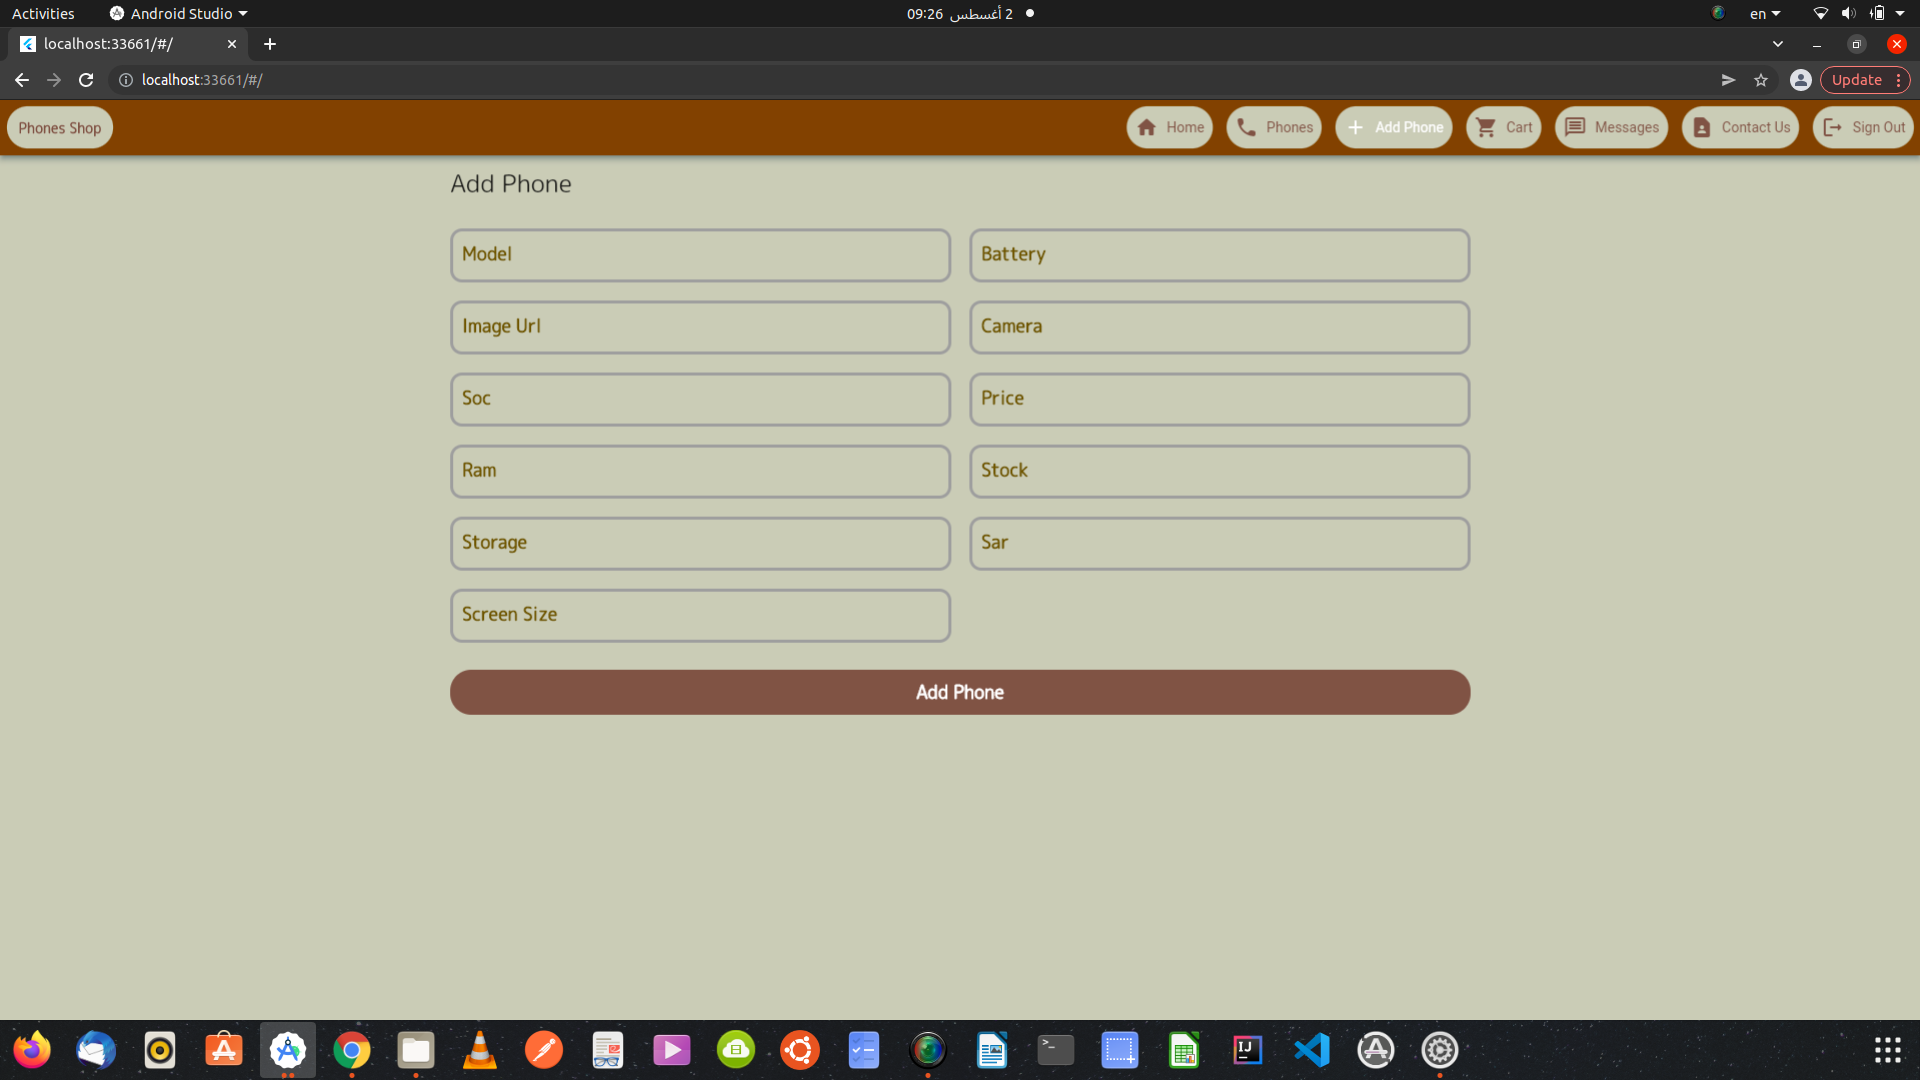 Activities
Android Studio
2 أغسطس 09:26
en
localhost:33661/#/
localhost:33661/#/
Update
Phones Shop
Home
Phones
Add Phone
Cart
Messages
Contact Us
Sign Out
Add Phone
Model
Battery
Image Url
Camera
Soc
Price
Ram
Stock
Storage
Sar
Screen Size
Add Phone
>_
IJ